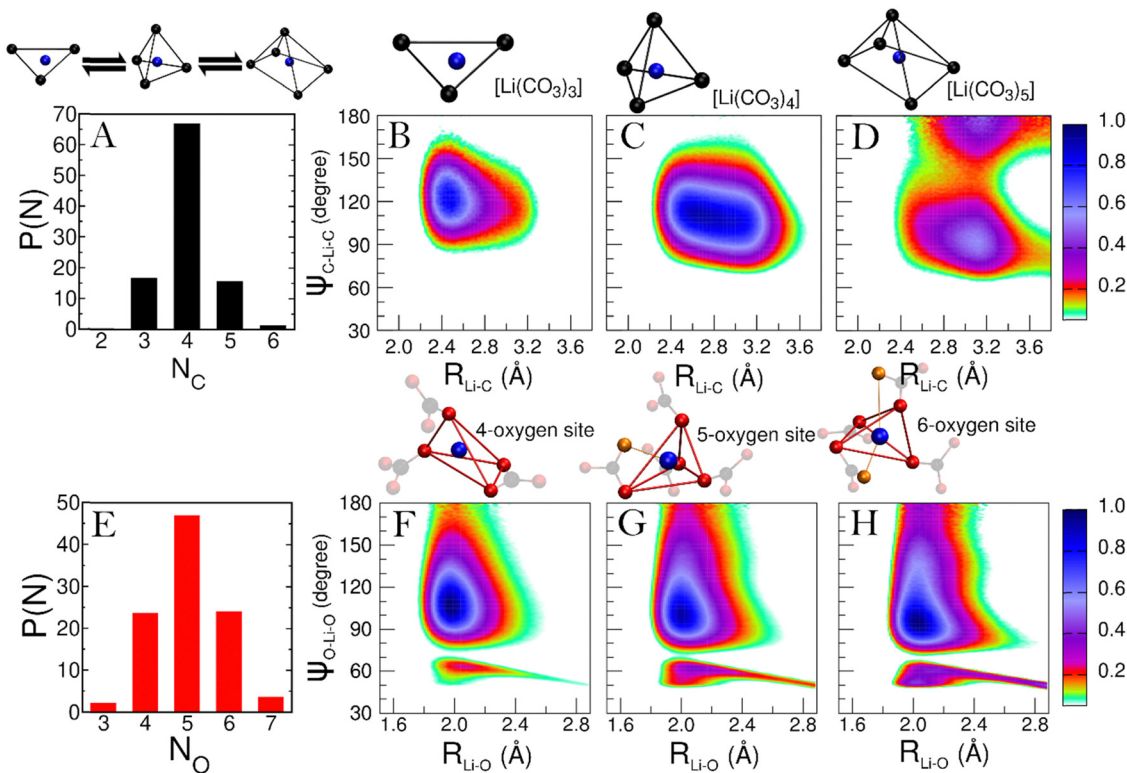 [Li(CO3)3]
[Li(CO3)4]
[Li(CO3)5]
A
P(N)
70
60
50
40
30
20
10
0
2 3 4 5 6
NC
B
ΨC-Li-C (degree)
180
150
120
90
60
30
2.0 2.4 2.8 3.2 3.6
RLi-C (Å)
C
2.0 2.4 2.8 3.2 3.6
RLi-C (Å)
D
2.0 2.4 2.8 3.2 3.6
RLi-C (Å)
1.0
0.8
0.6
0.4
0.2
4-oxygen site
5-oxygen site
6-oxygen site
E
P(N)
50
40
30
20
10
0
3 4 5 6 7
NO
F
ΨO-Li-O (degree)
180
150
120
90
60
30
1.6 2.0 2.4 2.8
RLi-O (Å)
G
1.6 2.0 2.4 2.8
RLi-O (Å)
H
1.6 2.0 2.4 2.8
RLi-O (Å)
1.0
0.8
0.6
0.4
0.2